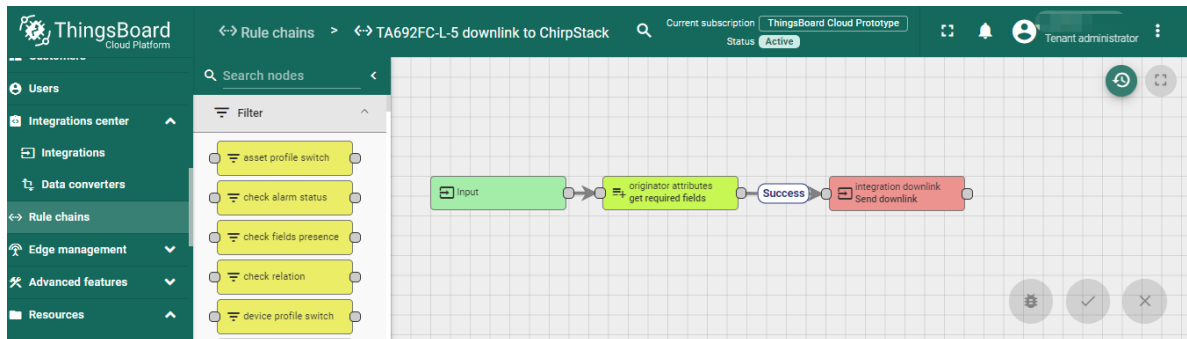 ThingsBoard
Cloud Platform
Rule chains > TA692FC-L-5 downlink to ChirpStack
Current subscription ThingsBoard Cloud Prototype
Status Active
Tenant administrator
Customers
Users
Integrations center
Integrations
Data converters
Rule chains
Edge management
Advanced features
Resources
Search nodes
Filter
asset profile switch
check alarm status
check fields presence
check relation
device profile switch
Input
originator attributes
get required fields
Success
integration downlink
Send downlink